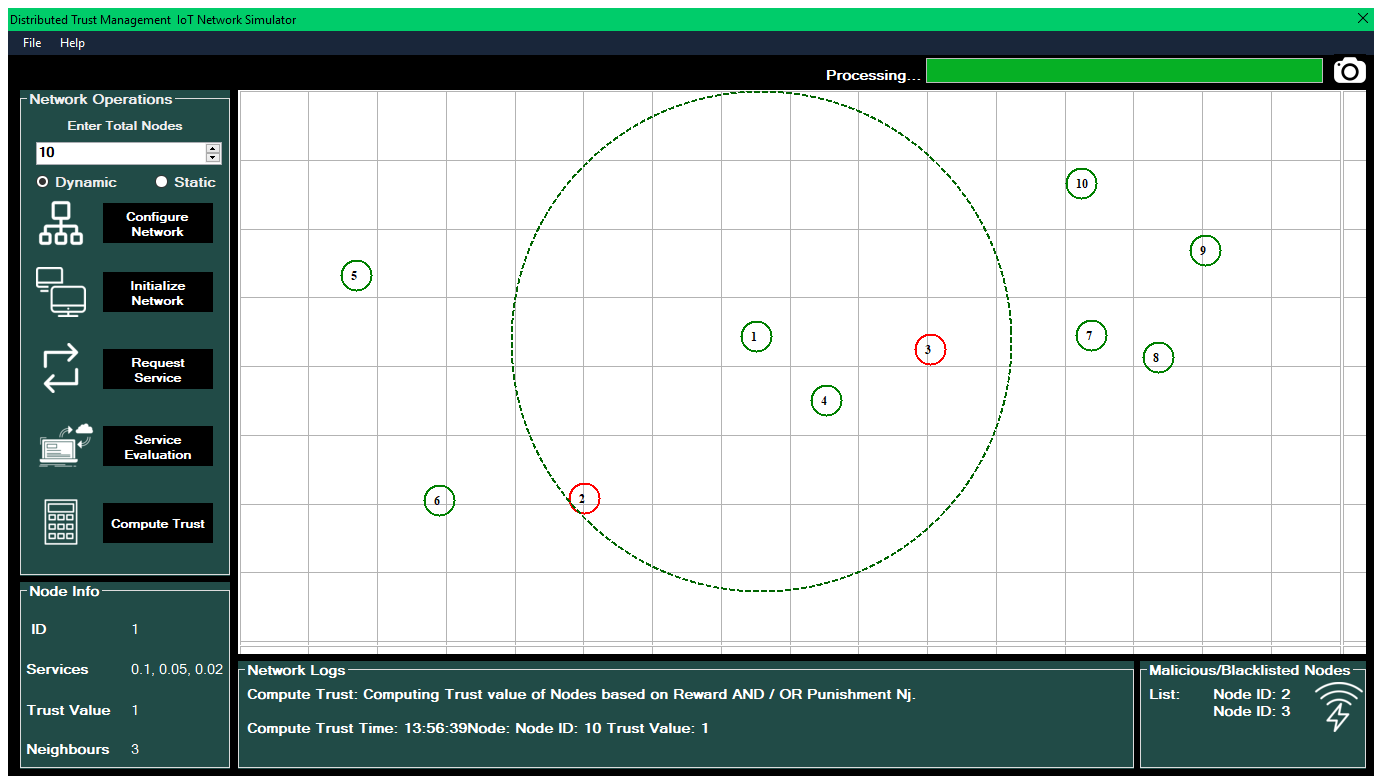 Distributed Trust Management  IoT Network Simulator
File Help
Processing...
Network Operations
Enter Total Nodes
10
Dynamic Static
Configure
Network
Initialize
Network
Request
Service
Service
Evaluation
Compute Trust
10
9
5
1
3
7
8
4
6
2
Node Info
ID 1
Services 0.1, 0.05, 0.02
Trust Value 1
Neighbours 3
Network Logs
Compute Trust: Computing Trust value of Nodes based on Reward AND / OR Punishment Nj.
Compute Trust Time: 13:56:39Node: Node ID: 10 Trust Value: 1
Malicious/Blacklisted Nodes
List: Node ID: 2
Node ID: 3